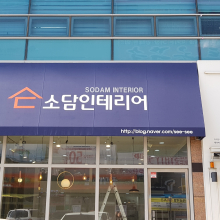 SODAM INTERIOR
소담인테리어
http://blog.naver.com/see-see